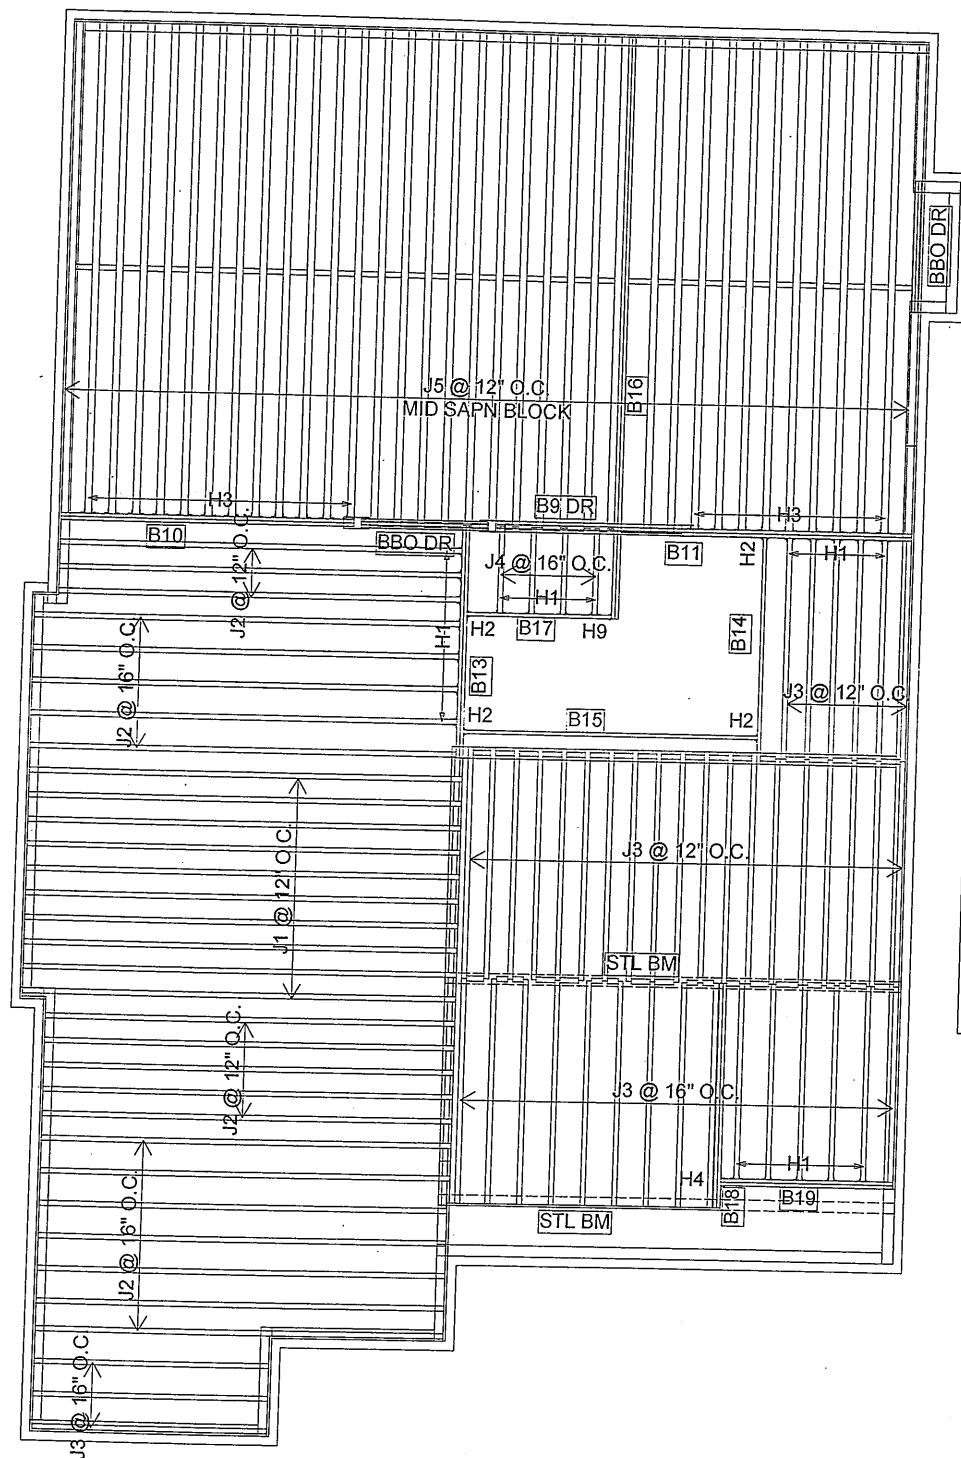 BBO DR
J5 @ 12" O.C.
MID SAPN BLOCK
B16
H3
B9 DR
H3
B10
BBO DR
B11
H2
H1
J2 @ 12" O.C.
J4 @ 16" O.C.
H1
H1
H2
B17
H9
B14
J2 @ 16" O.C.
B13
J3 @ 12" O.C.
H2
B15
H2
J3 @ 12" O.C.
J1 @ 12" O.C.
STL BM
J2 @ 12" O.C.
J3 @ 16" O.C.
H1
H4
B18
B19
STL BM
J2 @ 16" O.C.
J3 @ 16" O.C.